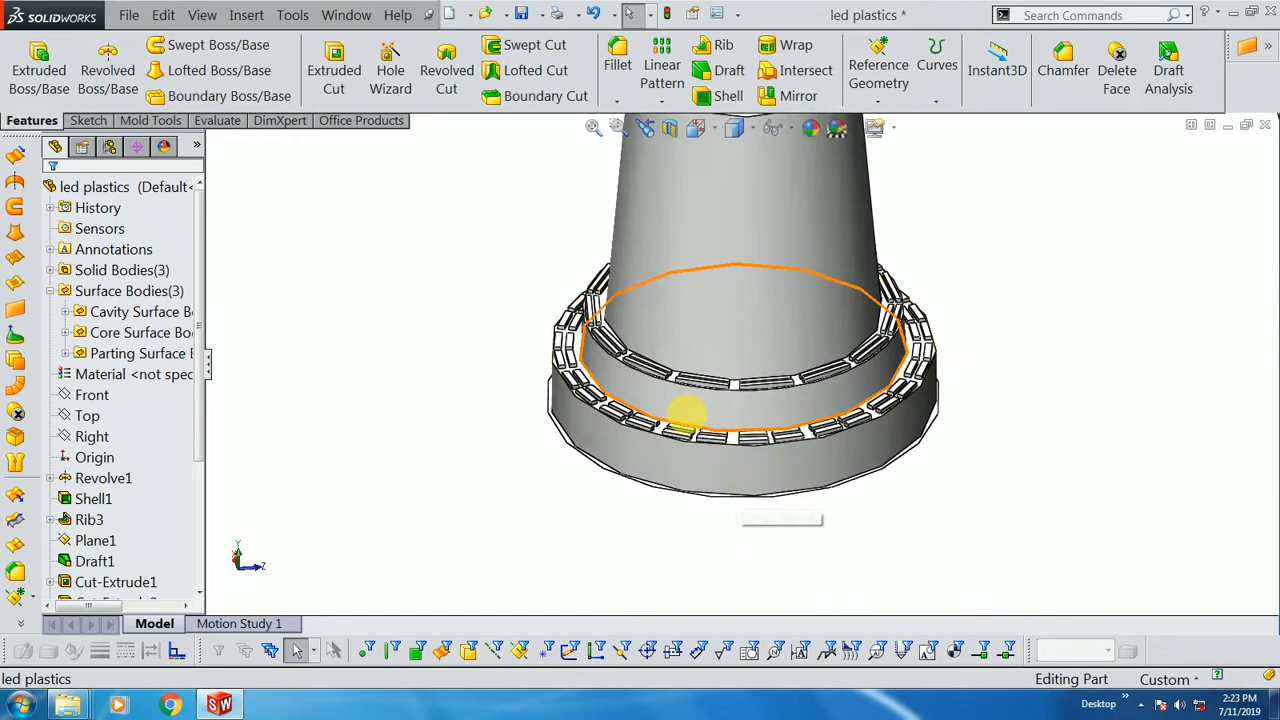 SOLIDWORKS File Edit View Insert Tools Window Help led plastics * Search Commands ?
Extruded Boss/Base
Revolved Boss/Base
Swept Boss/Base
Lofted Boss/Base
Boundary Boss/Base
Extruded Cut
Hole Wizard
Revolved Cut
Swept Cut
Lofted Cut
Boundary Cut
Fillet
Linear Pattern
Rib
Draft
Shell
Wrap
Intersect
Mirror
Reference Geometry
Curves
Instant3D
Chamfer
Delete Face
Draft Analysis
Features Sketch Mold Tools Evaluate DimXpert Office Products
led plastics (Default<
History
Sensors
Annotations
Solid Bodies(3)
Surface Bodies(3)
Cavity Surface Bo
Core Surface Bo
Parting Surface B
Material <not spec
Front
Top
Right
Origin
Revolve1
Shell1
Rib3
Plane1
Draft1
Cut-Extrude1
Y
Z
Model Motion Study 1
led plastics Editing Part Custom
Desktop
2:23 PM
7/11/2019